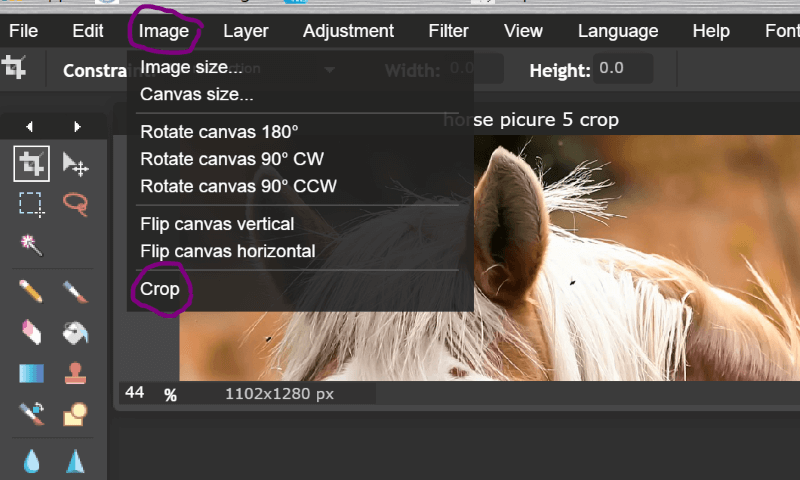 File Edit Image Layer Adjustment Filter View Language Help Font
Constrain: Width: 0.0 Height: 0.0
Image size...
Canvas size...
horse picure 5 crop
Rotate canvas 180°
Rotate canvas 90° CW
Rotate canvas 90° CCW
Flip canvas vertical
Flip canvas horizontal
Crop
44 % 1102x1280 px